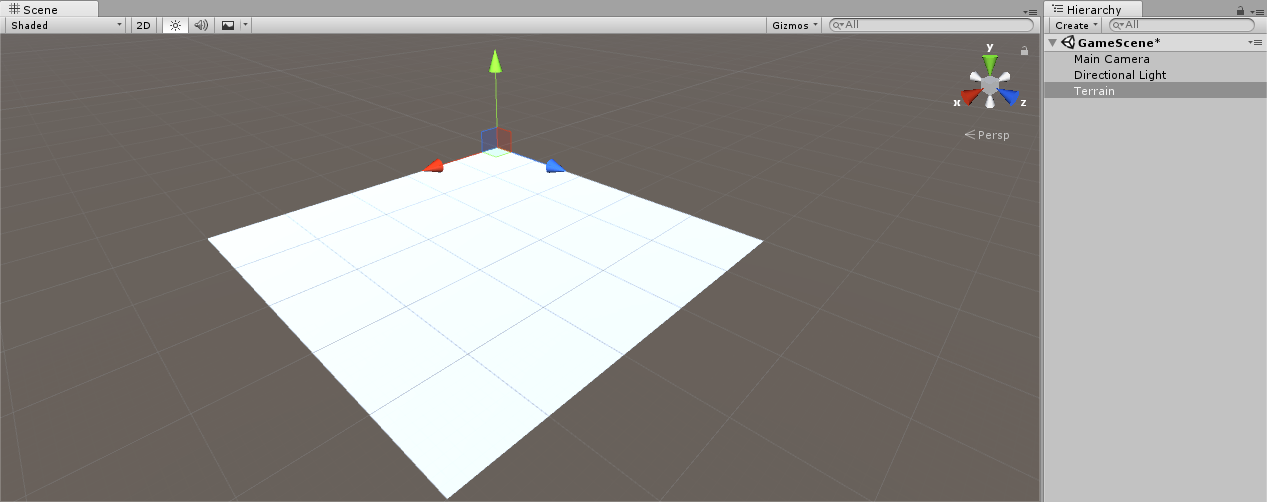 Scene
Hierarchy
Shaded
2D
Gizmos
All
Create
All
GameScene*
Main Camera
Directional Light
Terrain
y
x
z
Persp